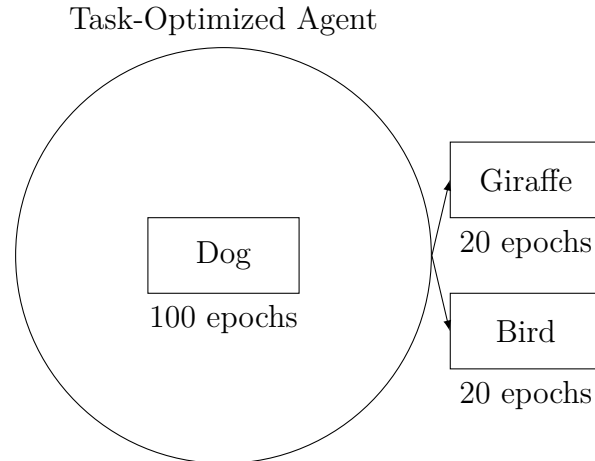 Task-Optimized Agent
Dog
100 epochs
Giraffe
20 epochs
Bird
20 epochs